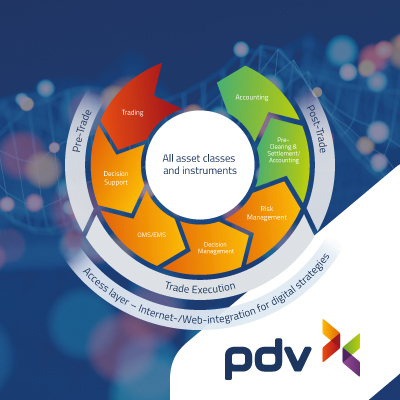 Pre-Trade
Post-Trade
Trading
Accounting
Pre-
Clearing &
Settlement/
Accounting
Decision
Support
Risk
Management
OMS/EMS
Decision
Management
All asset classes
and instruments
Trade Execution
Access layer – Internet-/Web-integration for digital strategies
pdv